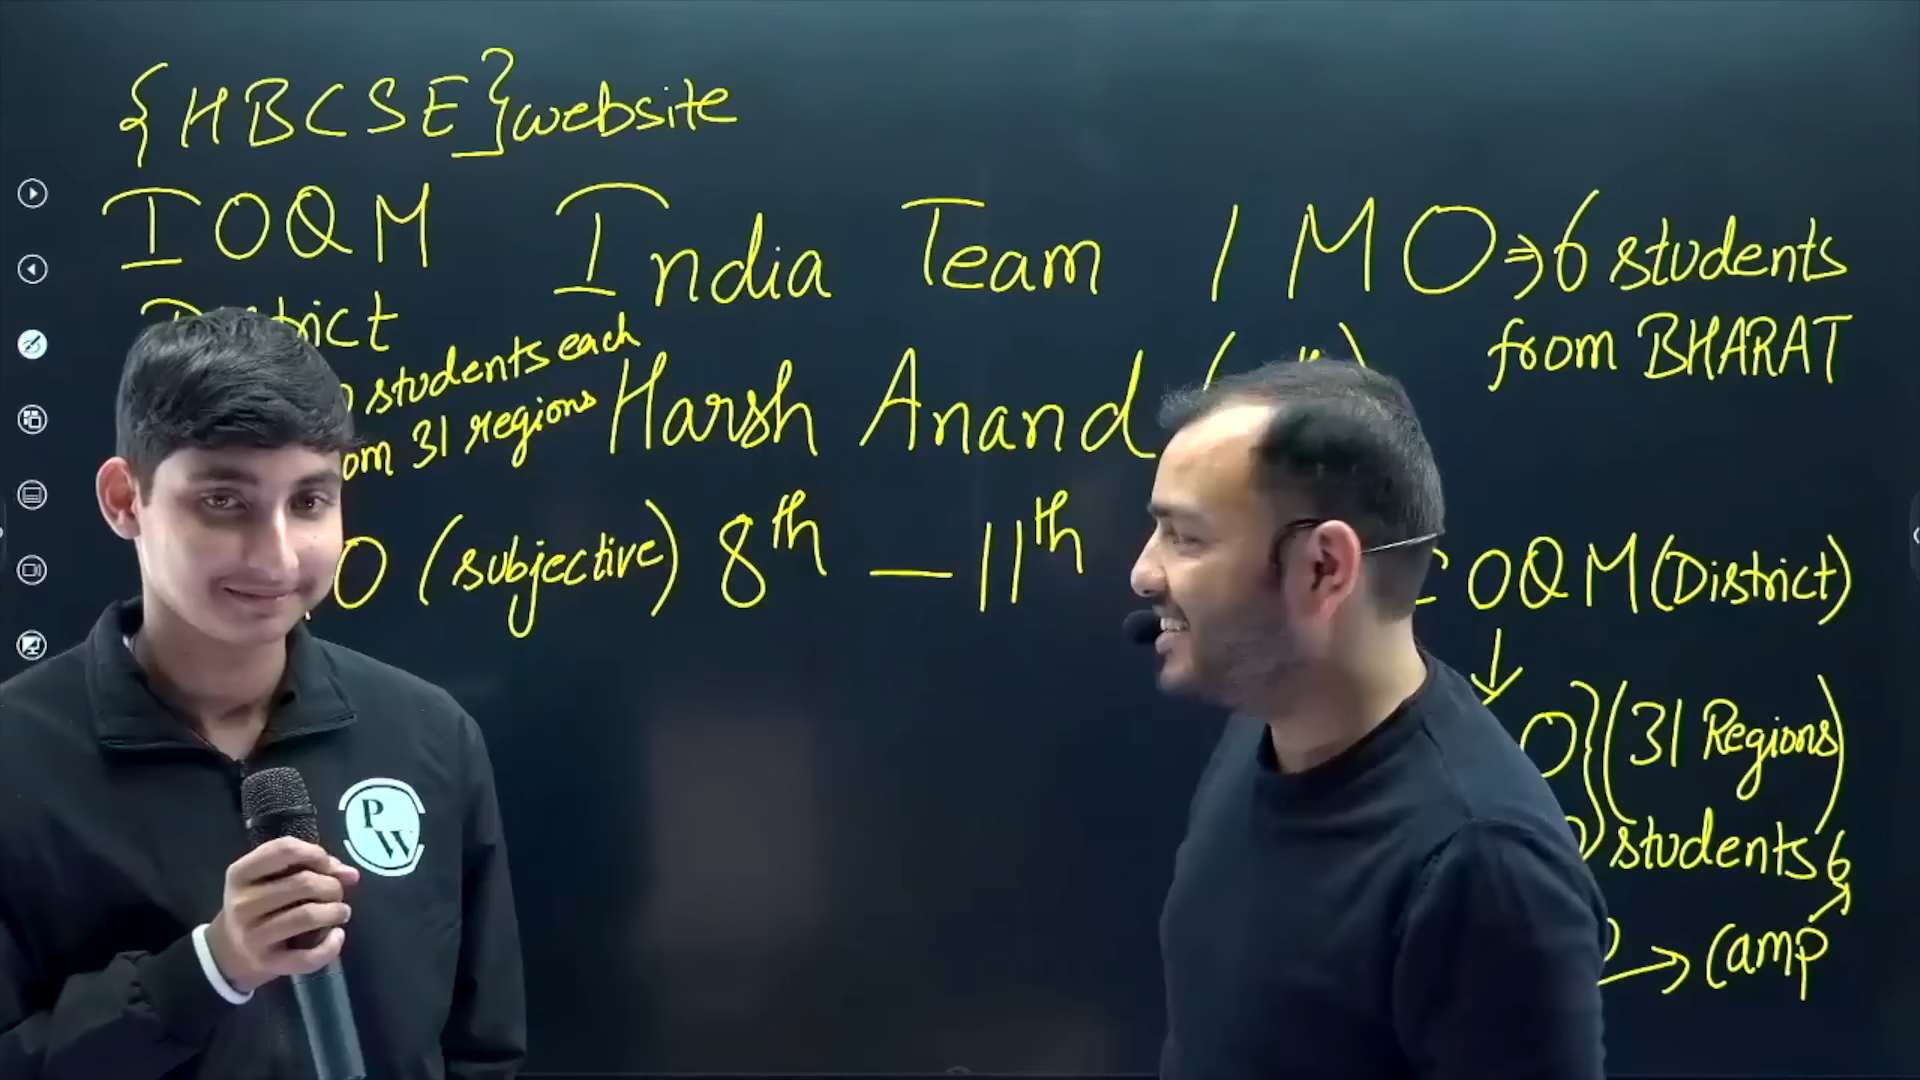 {HBCSE} website
IOQM India Team IMO ⇒ 6 students
from BHARAT
students each
31 regions
Harsh Anand
(subjective) 8th — 11th
OQM (District)
↓
O} (31 Regions)
students 6
→ Camp
PW